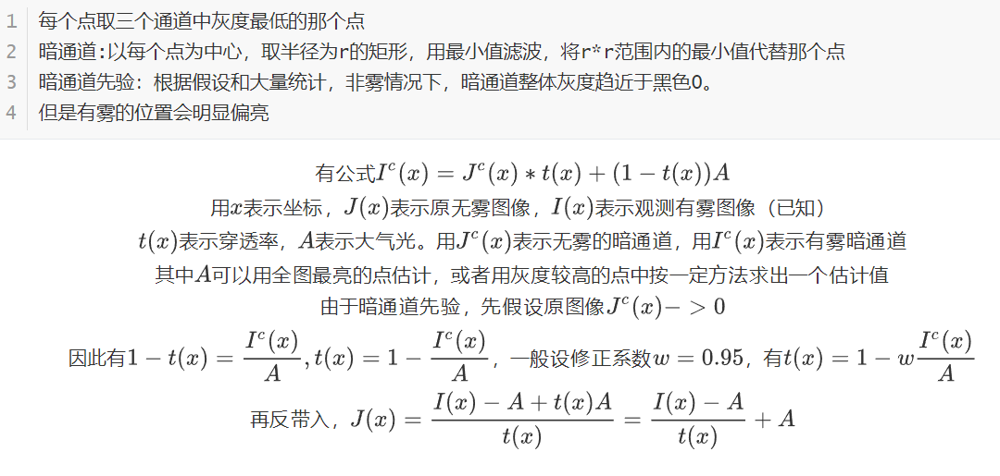 1 每个点取三个通道中灰度最低的那个点
2 暗通道:以每个点为中心，取半径为r的矩形，用最小值滤波，将r*r范围内的最小值代替那个点
3 暗通道先验：根据假设和大量统计，非雾情况下，暗通道整体灰度趋近于黑色0。
4 但是有雾的位置会明显偏亮
有公式I^c(x) = J^c(x) * t(x) + (1 − t(x))A
用x表示坐标，J(x)表示原无雾图像，I(x)表示观测有雾图像（已知）
t(x)表示穿透率，A表示大气光。用J^c(x)表示无雾的暗通道，用I^c(x)表示有雾暗通道
其中A可以用全图最亮的点估计，或者用灰度较高的点中按一定方法求出一个估计值
由于暗通道先验，先假设原图像J^c(x)− > 0
因此有1 − t(x) = \frac{I^c(x)}{A}, t(x) = 1 − \frac{I^c(x)}{A}，一般设修正系数w = 0.95，有t(x) = 1 − w\frac{I^c(x)}{A}
再反带入，J(x) = \frac{I(x) − A + t(x)A}{t(x)} = \frac{I(x) − A}{t(x)} + A